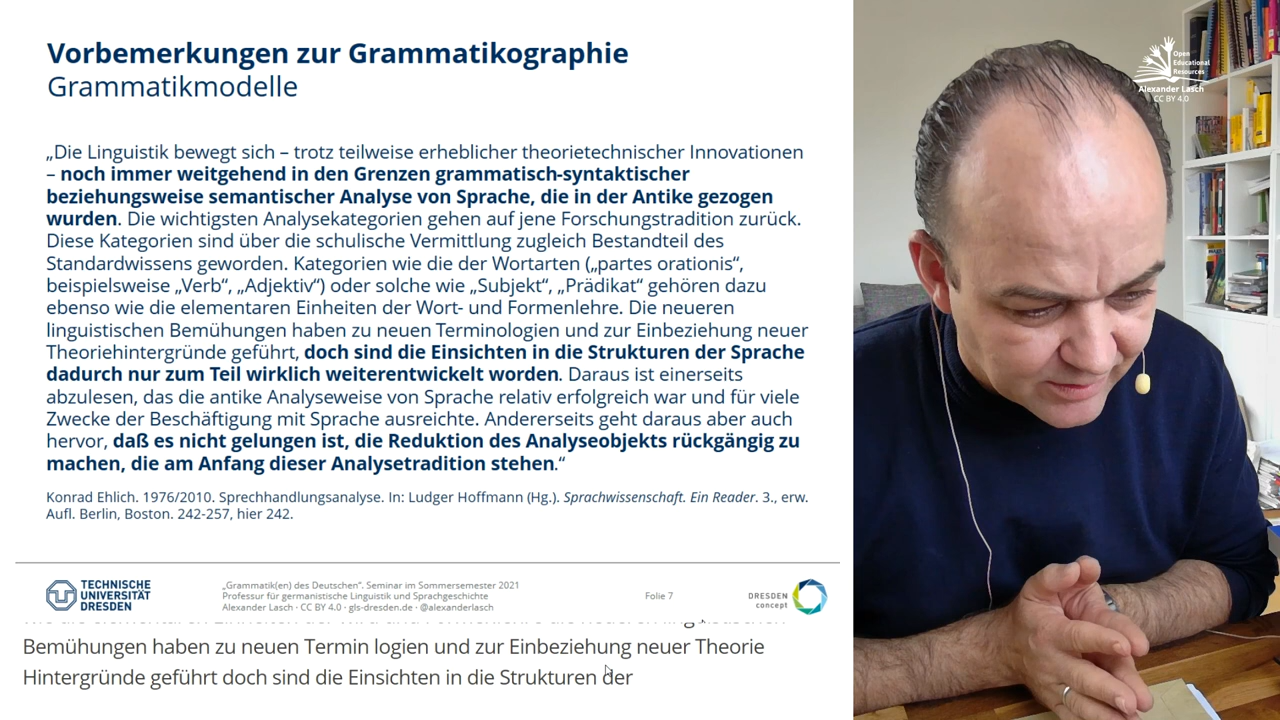 Vorbemerkungen zur Grammatikographie
Grammatikmodelle
„Die Linguistik bewegt sich – trotz teilweise erheblicher theorietechnischer Innovationen
– noch immer weitgehend in den Grenzen grammatisch-syntaktischer
beziehungsweise semantischer Analyse von Sprache, die in der Antike gezogen
wurden. Die wichtigsten Analysekategorien gehen auf jene Forschungstradition zurück.
Diese Kategorien sind über die schulische Vermittlung zugleich Bestandteil des
Standardwissens geworden. Kategorien wie die der Wortarten („partes orationis“,
beispielsweise „Verb“, „Adjektiv“) oder solche wie „Subjekt“, „Prädikat“ gehören dazu
ebenso wie die elementaren Einheiten der Wort- und Formenlehre. Die neueren
linguistischen Bemühungen haben zu neuen Terminologien und zur Einbeziehung neuer
Theoriehintergründe geführt, doch sind die Einsichten in die Strukturen der Sprache
dadurch nur zum Teil wirklich weiterentwickelt worden. Daraus ist einerseits
abzulesen, das die antike Analyseweise von Sprache relativ erfolgreich war und für viele
Zwecke der Beschäftigung mit Sprache ausreichte. Andererseits geht daraus aber auch
hervor, daß es nicht gelungen ist, die Reduktion des Analyseobjekts rückgängig zu
machen, die am Anfang dieser Analysetradition stehen.“
Konrad Ehlich. 1976/2010. Sprechhandlungsanalyse. In: Ludger Hoffmann (Hg.). Sprachwissenschaft. Ein Reader. 3., erw.
Aufl. Berlin, Boston. 242-257, hier 242.
TECHNISCHE
UNIVERSITÄT
DRESDEN
„Grammatik(en) des Deutschen“. Seminar im Sommersemester 2021
Professur für germanistische Linguistik und Sprachgeschichte
Alexander Lasch · CC BY 4.0 · gls-dresden.de · @alexanderlasch
Folie 7
DRESDEN
concept
Bemühungen haben zu neuen Termin logien und zur Einbeziehung neuer Theorie
Hintergründe geführt doch sind die Einsichten in die Strukturen der
Open
Educational
Resources
Alexander Lasch
CC BY 4.0